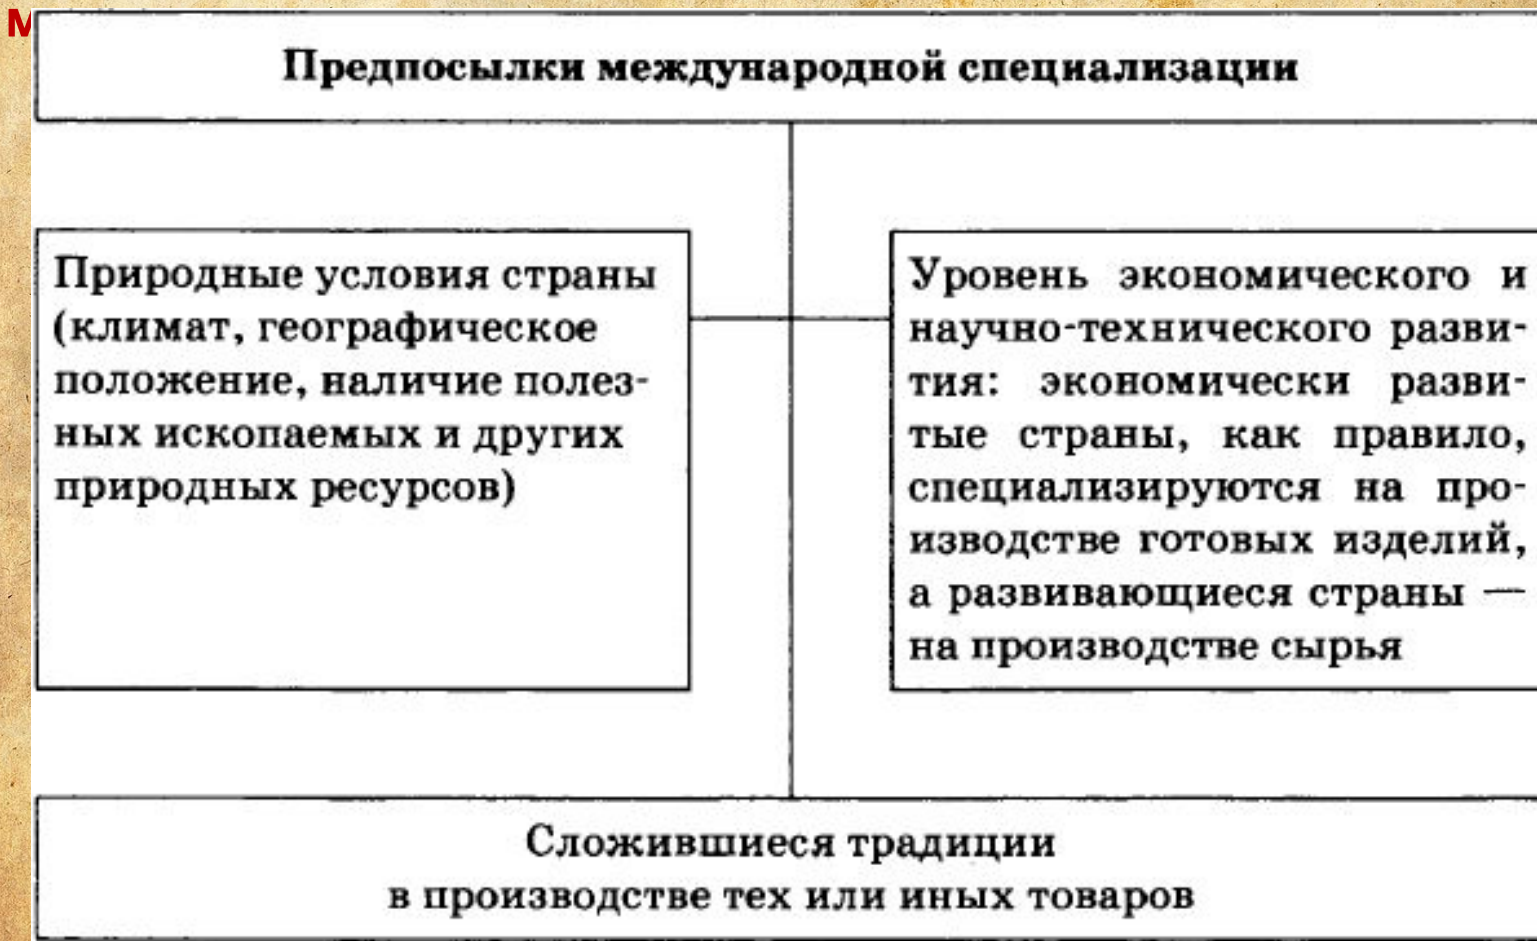 М
Предпосылки международной специализации
Природные условия страны
(климат, географическое
положение, наличие полез-
ных ископаемых и других
природных ресурсов)
Уровень экономического и
научно-технического разви-
тия: экономически разви-
тые страны, как правило,
специализируются на про-
изводстве готовых изделий,
а развивающиеся страны —
на производстве сырья
Сложившиеся традиции
в производстве тех или иных товаров